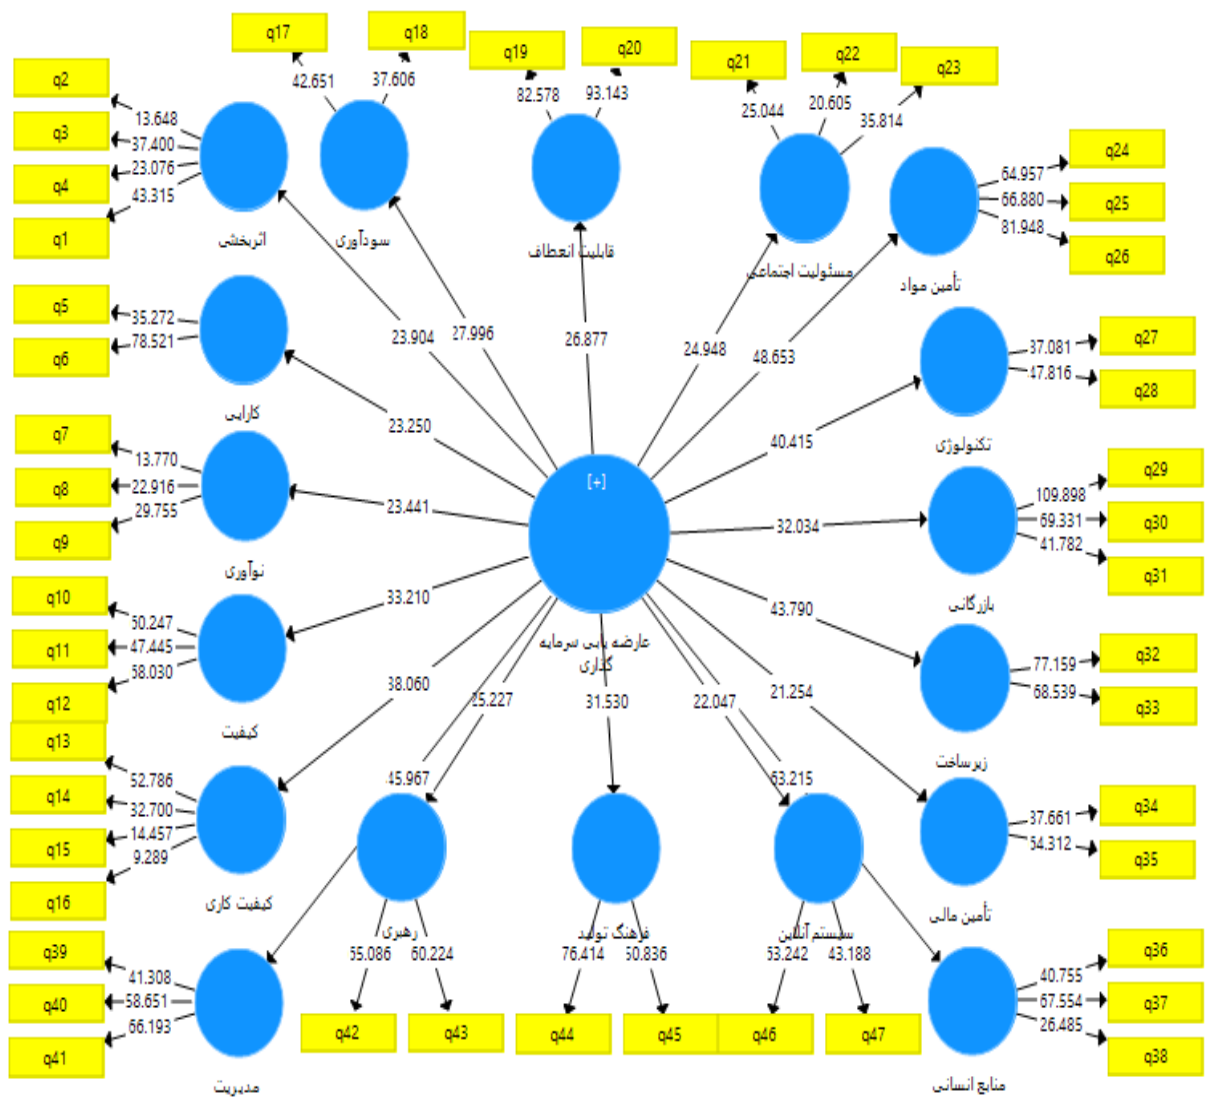 q17
q18
q19
q20
q21
q22
q23
42.651
37.606
82.578
93.143
25.044
20.605
35.814
q2
q3
q4
q1
13.648
37.400
23.076
43.315
اثربخشی
سودآوری
قابلیت انعطاف
مسئولیت اجتماعی
تأمین مواد
q24
q25
q26
64.957
66.880
81.948
q5
q6
35.272
78.521
کارایی
23.904
27.996
26.877
24.948
48.653
q27
q28
37.081
47.816
تکنولوژی
23.250
40.415
q7
q8
q9
13.770
22.916
29.755
نوآوری
23.441
[+]
32.034
q29
q30
q31
109.898
69.331
41.782
بازرگانی
q10
q11
q12
50.247
47.445
58.030
کیفیت
33.210
عارضه یابی سرمایه
گذاری
43.790
q32
q33
77.159
68.539
زیرساخت
38.060
25.227
31.530
22.047
21.254
45.967
63.215
q13
q14
q15
q16
52.786
32.700
14.457
9.289
کیفیت کاری
q34
q35
37.661
54.312
تأمین مالی
رهبری
فرهنگ تولید
سیستم آنلاین
55.086
60.224
76.414
50.836
53.242
43.188
q39
q40
q41
41.308
58.651
66.193
مدیریت
q42
q43
q44
q45
q46
q47
q36
q37
q38
40.755
67.554
26.485
منابع انسانی